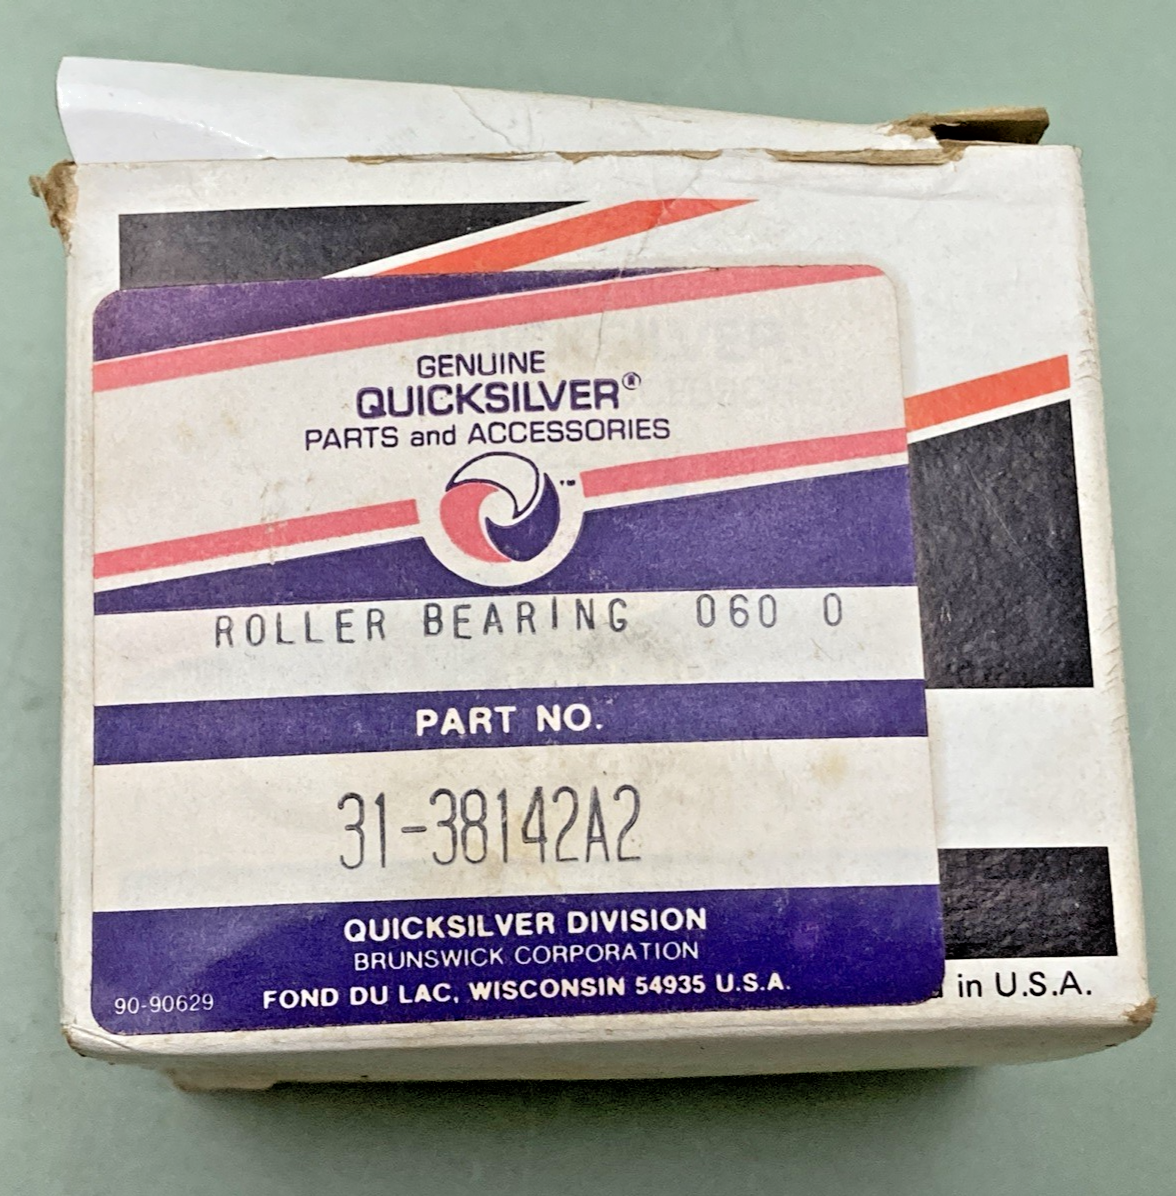 GENUINE
QUICKSILVER®
PARTS and ACCESSORIES
™
ROLLER BEARING 060 0
PART NO.
31-38142A2
QUICKSILVER DIVISION
BRUNSWICK CORPORATION
90-90629 FOND DU LAC, WISCONSIN 54935 U.S.A.
in U.S.A.